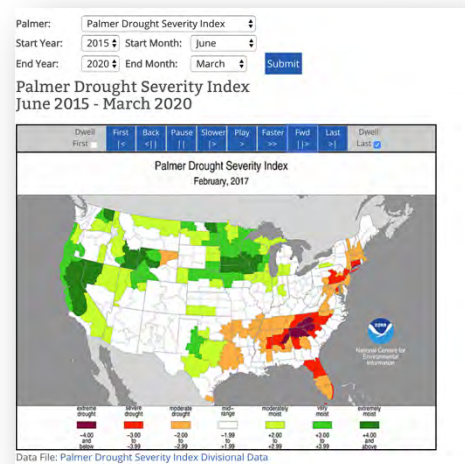 Palmer: Palmer Drought Severity Index
Start Year: 2015 Start Month: June
End Year: 2020 End Month: March Submit
Palmer Drought Severity Index
June 2015 - March 2020
Dwell First Back Pause Slower Play Faster Fwd Last Dwell
First |< <|| || |> > >> ||> >| Last
Palmer Drought Severity Index
February, 2017
NOAA
National Centers for
Environmental
Information
extreme severe moderate mid- moderately very extremely
drought drought drought range moist moist moist
-4.00 -3.00 -2.00 -1.99 +2.00 +3.00 +4.00
and to to to to to and
below -3.99 -2.99 +1.99 +2.99 +3.99 above
Data File: Palmer Drought Severity Index Divisional Data